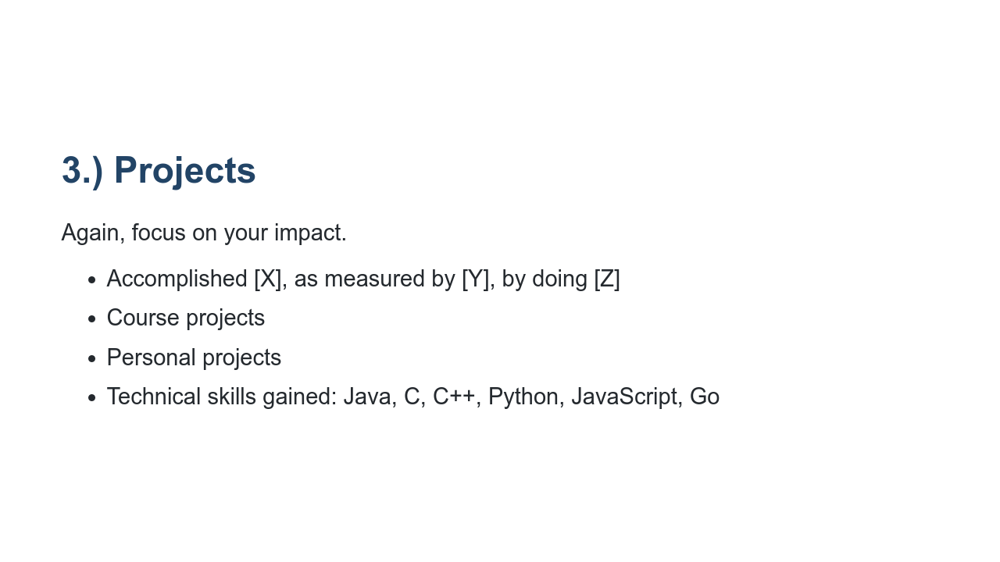 3.) Projects
Again, focus on your impact.
• Accomplished [X], as measured by [Y], by doing [Z]
• Course projects
• Personal projects
• Technical skills gained: Java, C, C++, Python, JavaScript, Go